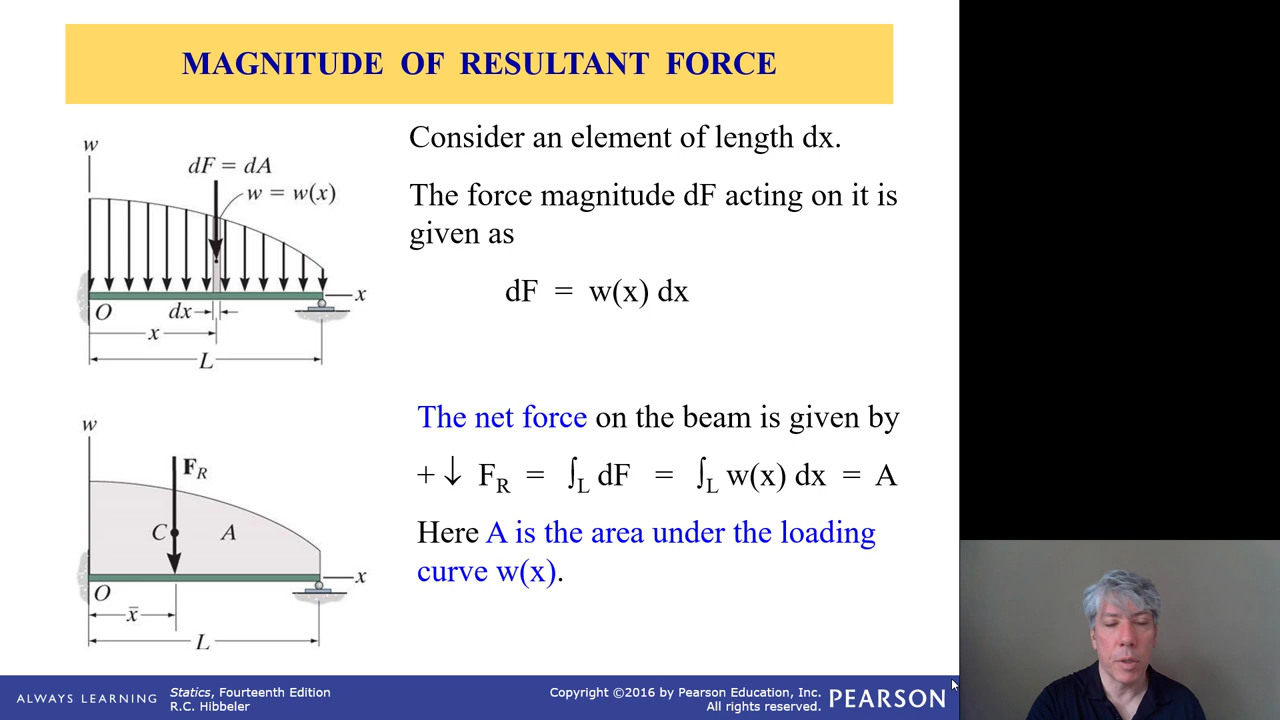 MAGNITUDE OF RESULTANT FORCE
w
dF = dA
w = w(x)
x
O
dx
x
L
Consider an element of length dx.
The force magnitude dF acting on it is
given as
dF = w(x) dx
w
F_R
C
A
x
O
x̄
L
The net force on the beam is given by
+ ↓ F_R = ∫_L dF = ∫_L w(x) dx = A
Here A is the area under the loading
curve w(x).
ALWAYS LEARNING
Statics, Fourteenth Edition
R.C. Hibbeler
Copyright ©2016 by Pearson Education, Inc.
All rights reserved.
PEARSON